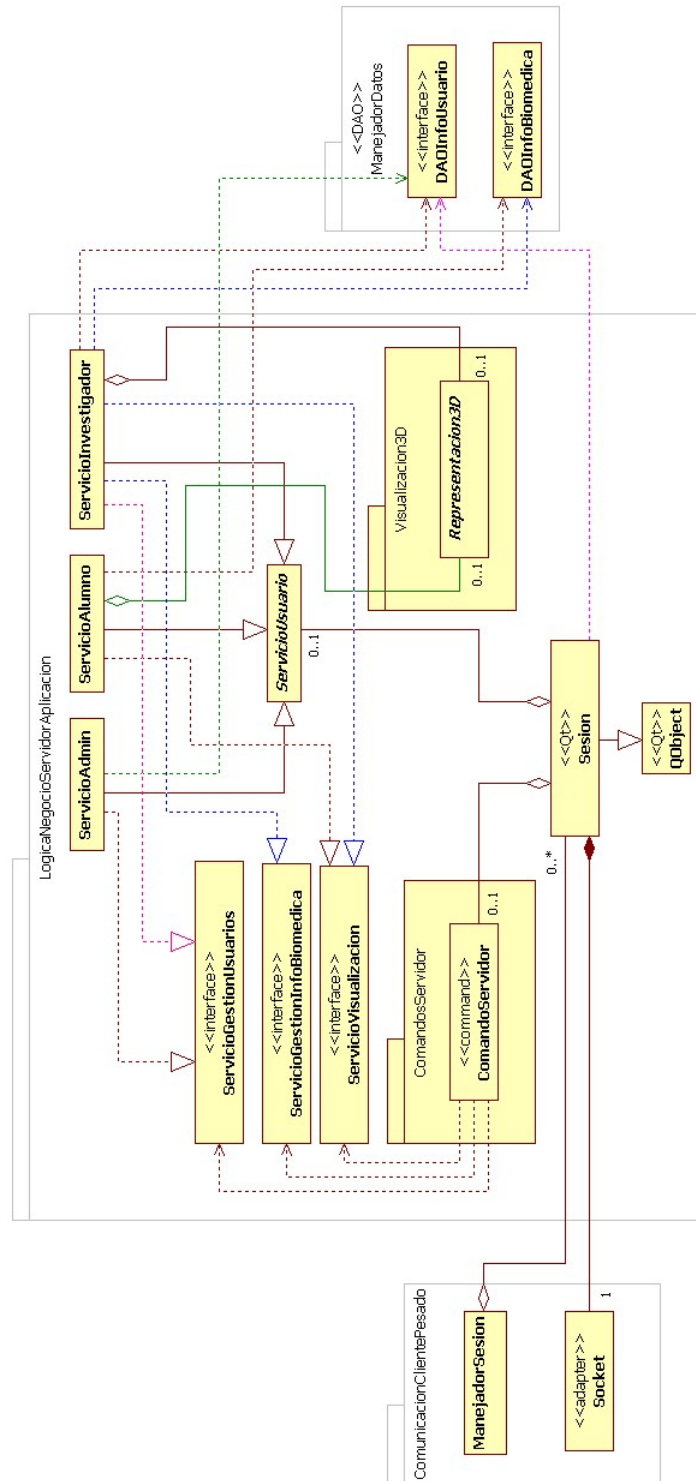 LogicaNegocioServidorAplicacion
ServicioAdmin
ServicioAlumno
ServicioInvestigador
<<interface>>
ServicioGestionUsuarios
<<interface>>
ServicioGestionInfoBiomedica
<<interface>>
ServicioVisualizacion
ServicioUsuario
0..1
Visualizacion3D
Representacion3D
0..1
0..1
ComandosServidor
<<command>>
ComandoServidor
0..1
<<Qt>>
Sesion
0..*
<<Qt>>
QObject
<<DAO>>
ManejadorDatos
<<interface>>
DAOInfoUsuario
<<interface>>
DAOInfoBiomedica
ComunicacionClientePesado
ManejadorSesion
<<adapter>>
Socket
1